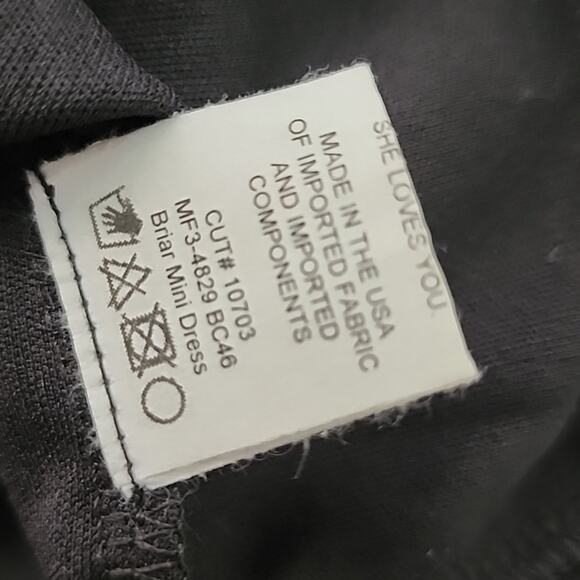 SHE LOVES YOU.
MADE IN THE USA
OF IMPORTED FABRIC
AND IMPORTED
COMPONENTS
CUT# 10703
MF3-4829 BC46
Briar Mini Dress